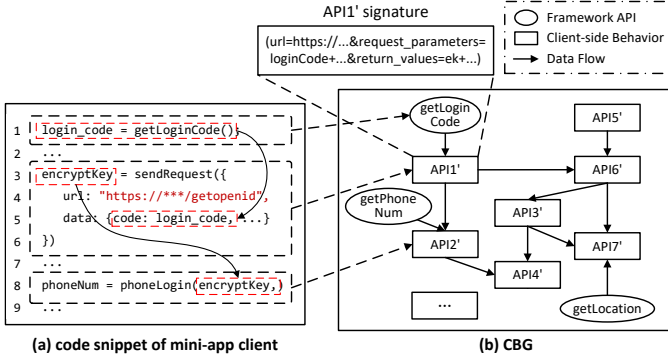 API1' signature
(url=https://...&request_parameters=
loginCode+...&return_values=ek+...)
Framework API
Client-side Behavior
Data Flow
1 login_code = getLoginCode()
2 ...
3 encryptKey = sendRequest({
4 url: "https://***/getopenid",
5 data: {code: login_code, ...}
6 })
7 ...
8 phoneNum = phoneLogin(encryptKey,)
9 ...
(a) code snippet of mini-app client
getLogin
Code
API5'
API1'
API6'
getPhone
Num
API3'
API2'
API7'
API4'
...
getLocation
(b) CBG